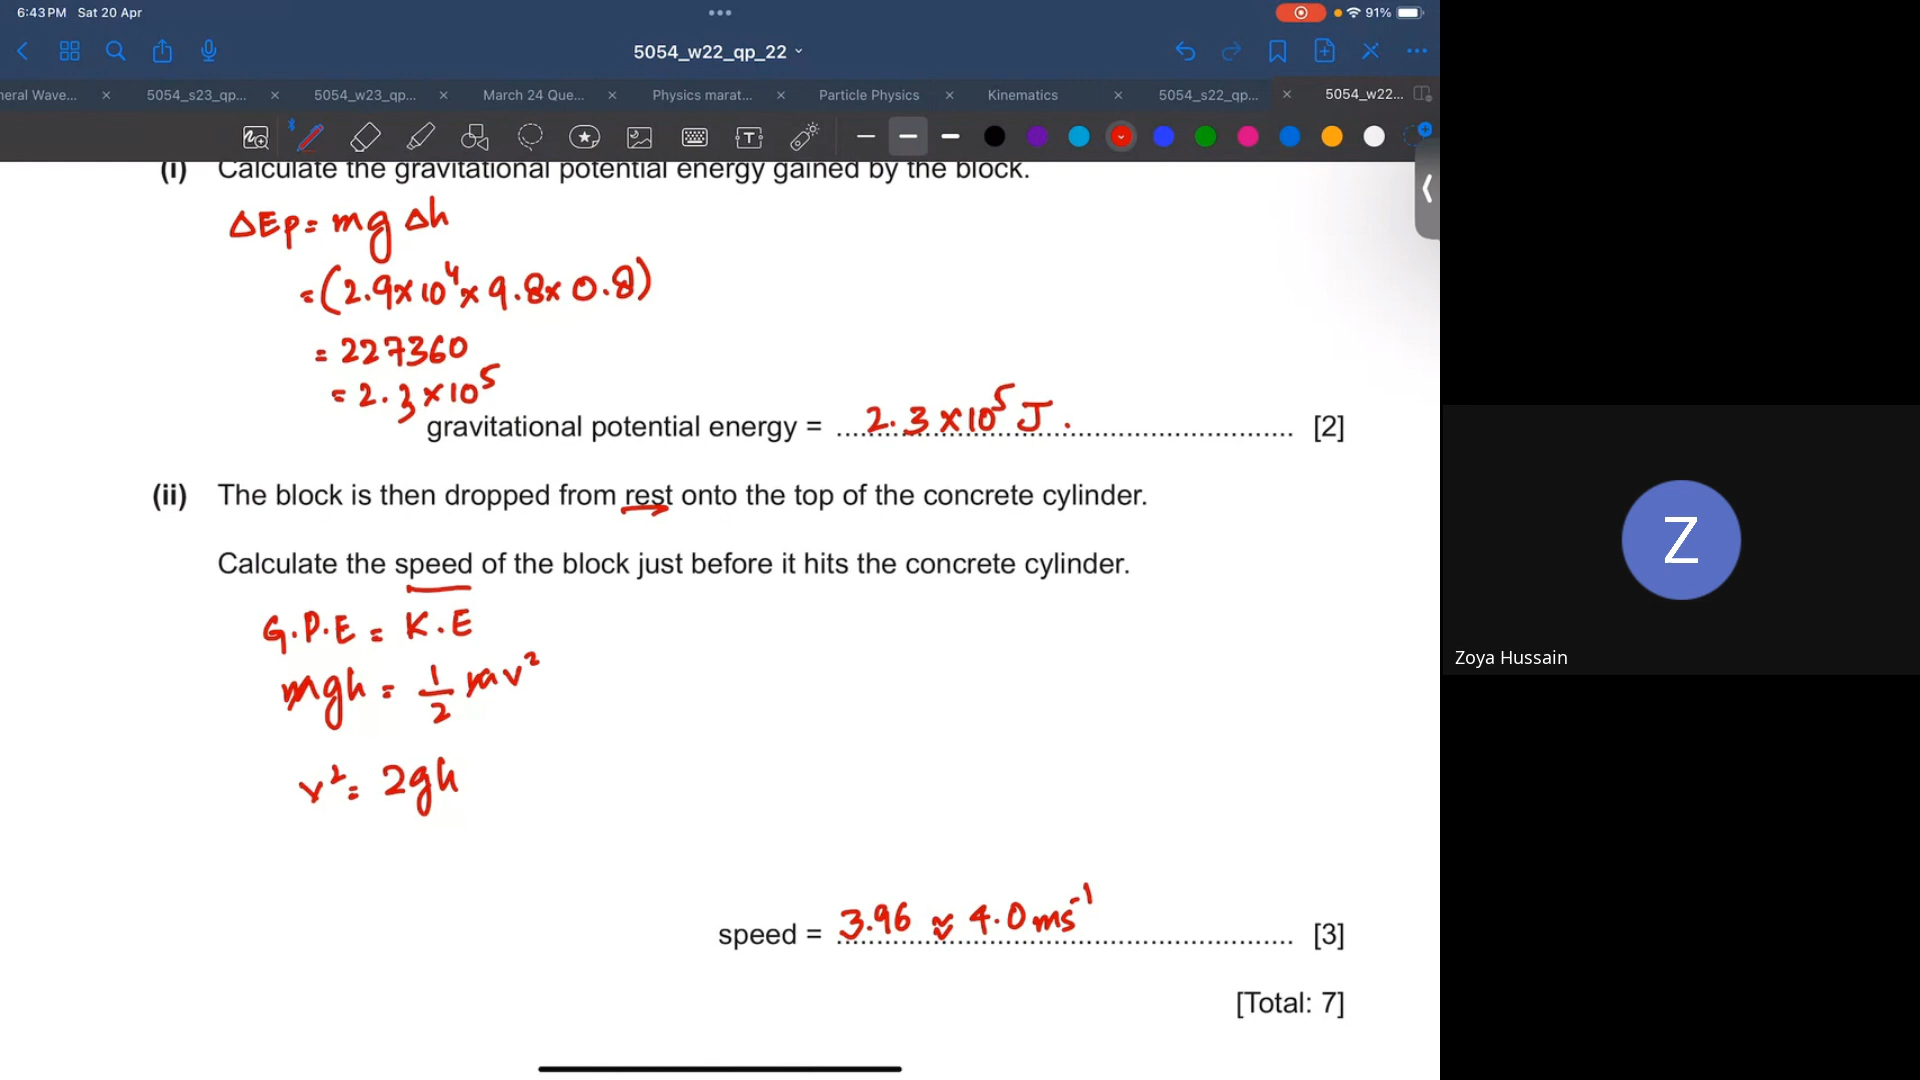 6:43 PM Sat 20 Apr
91%
5054_w22_qp_22
neral Wave...
5054_s23_qp...
5054_w23_qp...
March 24 Que...
Physics marat...
Particle Physics
Kinematics
5054_s22_qp...
5054_w22...
(i) Calculate the gravitational potential energy gained by the block.
ΔEp = mg Δh
= (2.9 × 10⁴ × 9.8 × 0.8)
= 227360
= 2.3 × 10⁵
gravitational potential energy = 2.3 × 10⁵ J. [2]
(ii) The block is then dropped from rest onto the top of the concrete cylinder.
Calculate the speed of the block just before it hits the concrete cylinder.
G.P.E = K.E
mgh = 1/2 mv²
v² = 2gh
speed = 3.96 ≈ 4.0 ms⁻¹ [3]
[Total: 7]
Z
Zoya Hussain